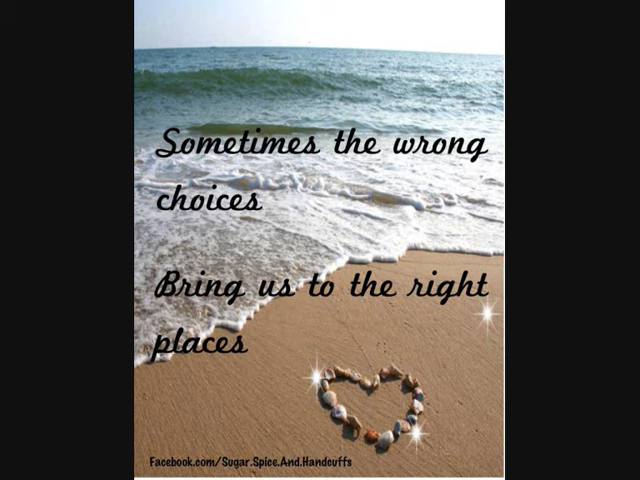 Sometimes the wrong
choices
Bring us to the right
places
Facebook.com/Sugar.Spice.And.Handcuffs